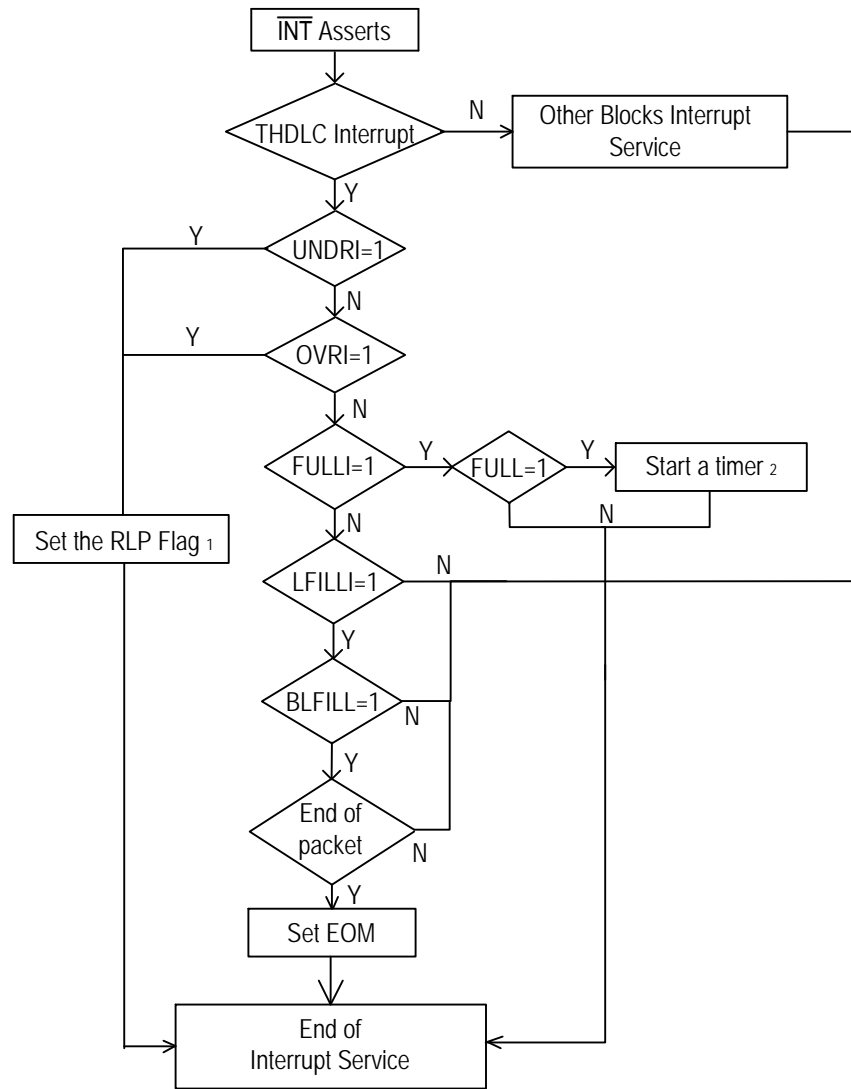 INT Asserts
N
THDLC Interrupt
Other Blocks Interrupt
Service
Y
Y
UNDRI=1
N
Y
OVRI=1
N
FULLI=1
Y
FULL=1
Y
Start a timer 2
N
N
Set the RLP Flag 1
LFILLI=1
N
Y
BLFILL=1
N
Y
End of
packet
N
Y
Set EOM
End of
Interrupt Service